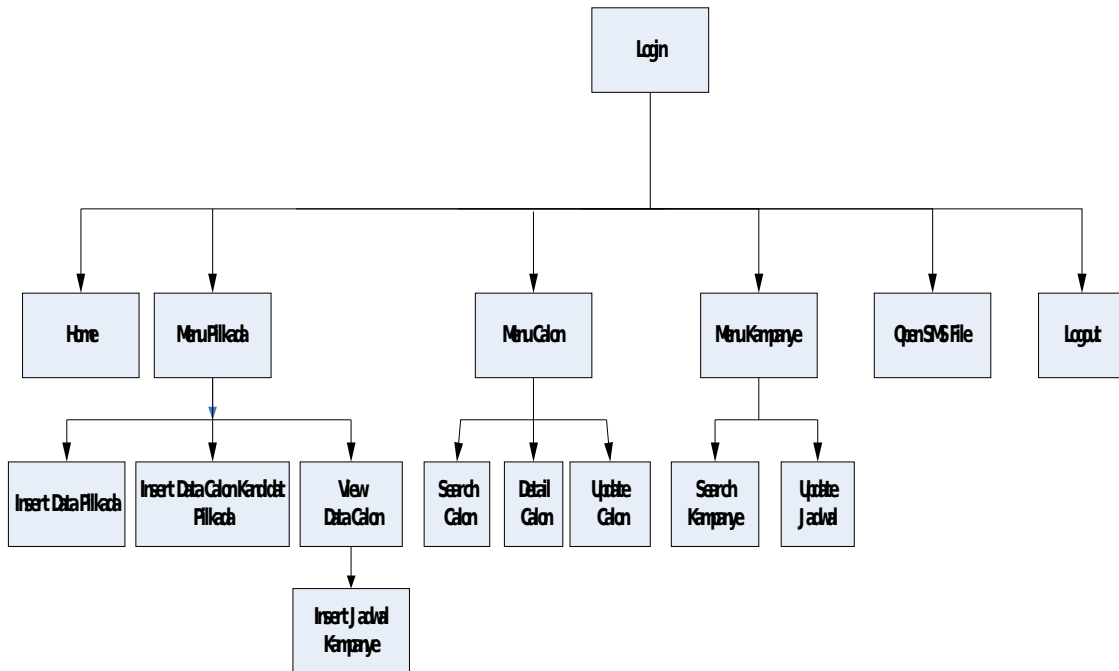 Login
Home
Menu Pilkada
Menu Calon
Menu Kampanye
Open SMS File
Logout
Insert Data Pilkada
Insert Data Calon Kandidat
Pilkada
View
Data Calon
Search
Calon
Detail
Calon
Update
Calon
Search
Kampanye
Update
Jadwal
Insert Jadwal
Kampanye